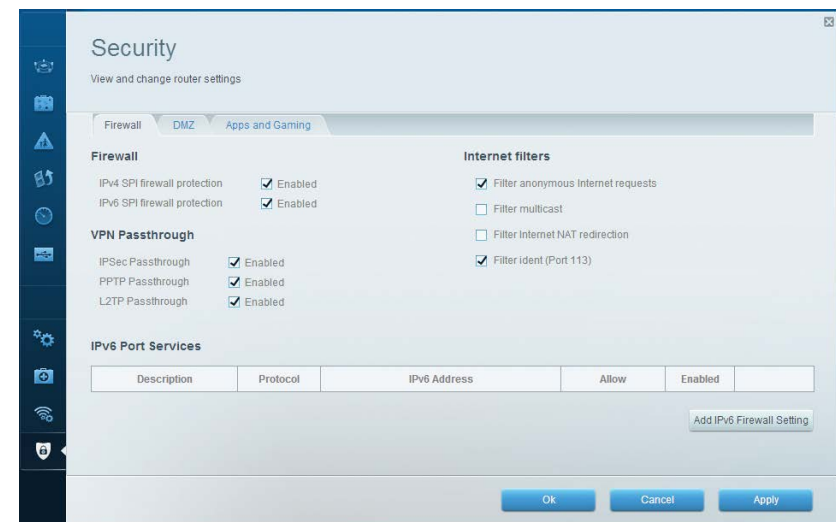 Security
View and change router settings
Firewall DMZ Apps and Gaming
Firewall
IPv4 SPI firewall protection Enabled
IPv6 SPI firewall protection Enabled
VPN Passthrough
IPSec Passthrough Enabled
PPTP Passthrough Enabled
L2TP Passthrough Enabled
Internet filters
Filter anonymous Internet requests
Filter multicast
Filter Internet NAT redirection
Filter ident (Port 113)
IPv6 Port Services
Description Protocol IPv6 Address Allow Enabled
Add IPv6 Firewall Setting
Ok Cancel Apply